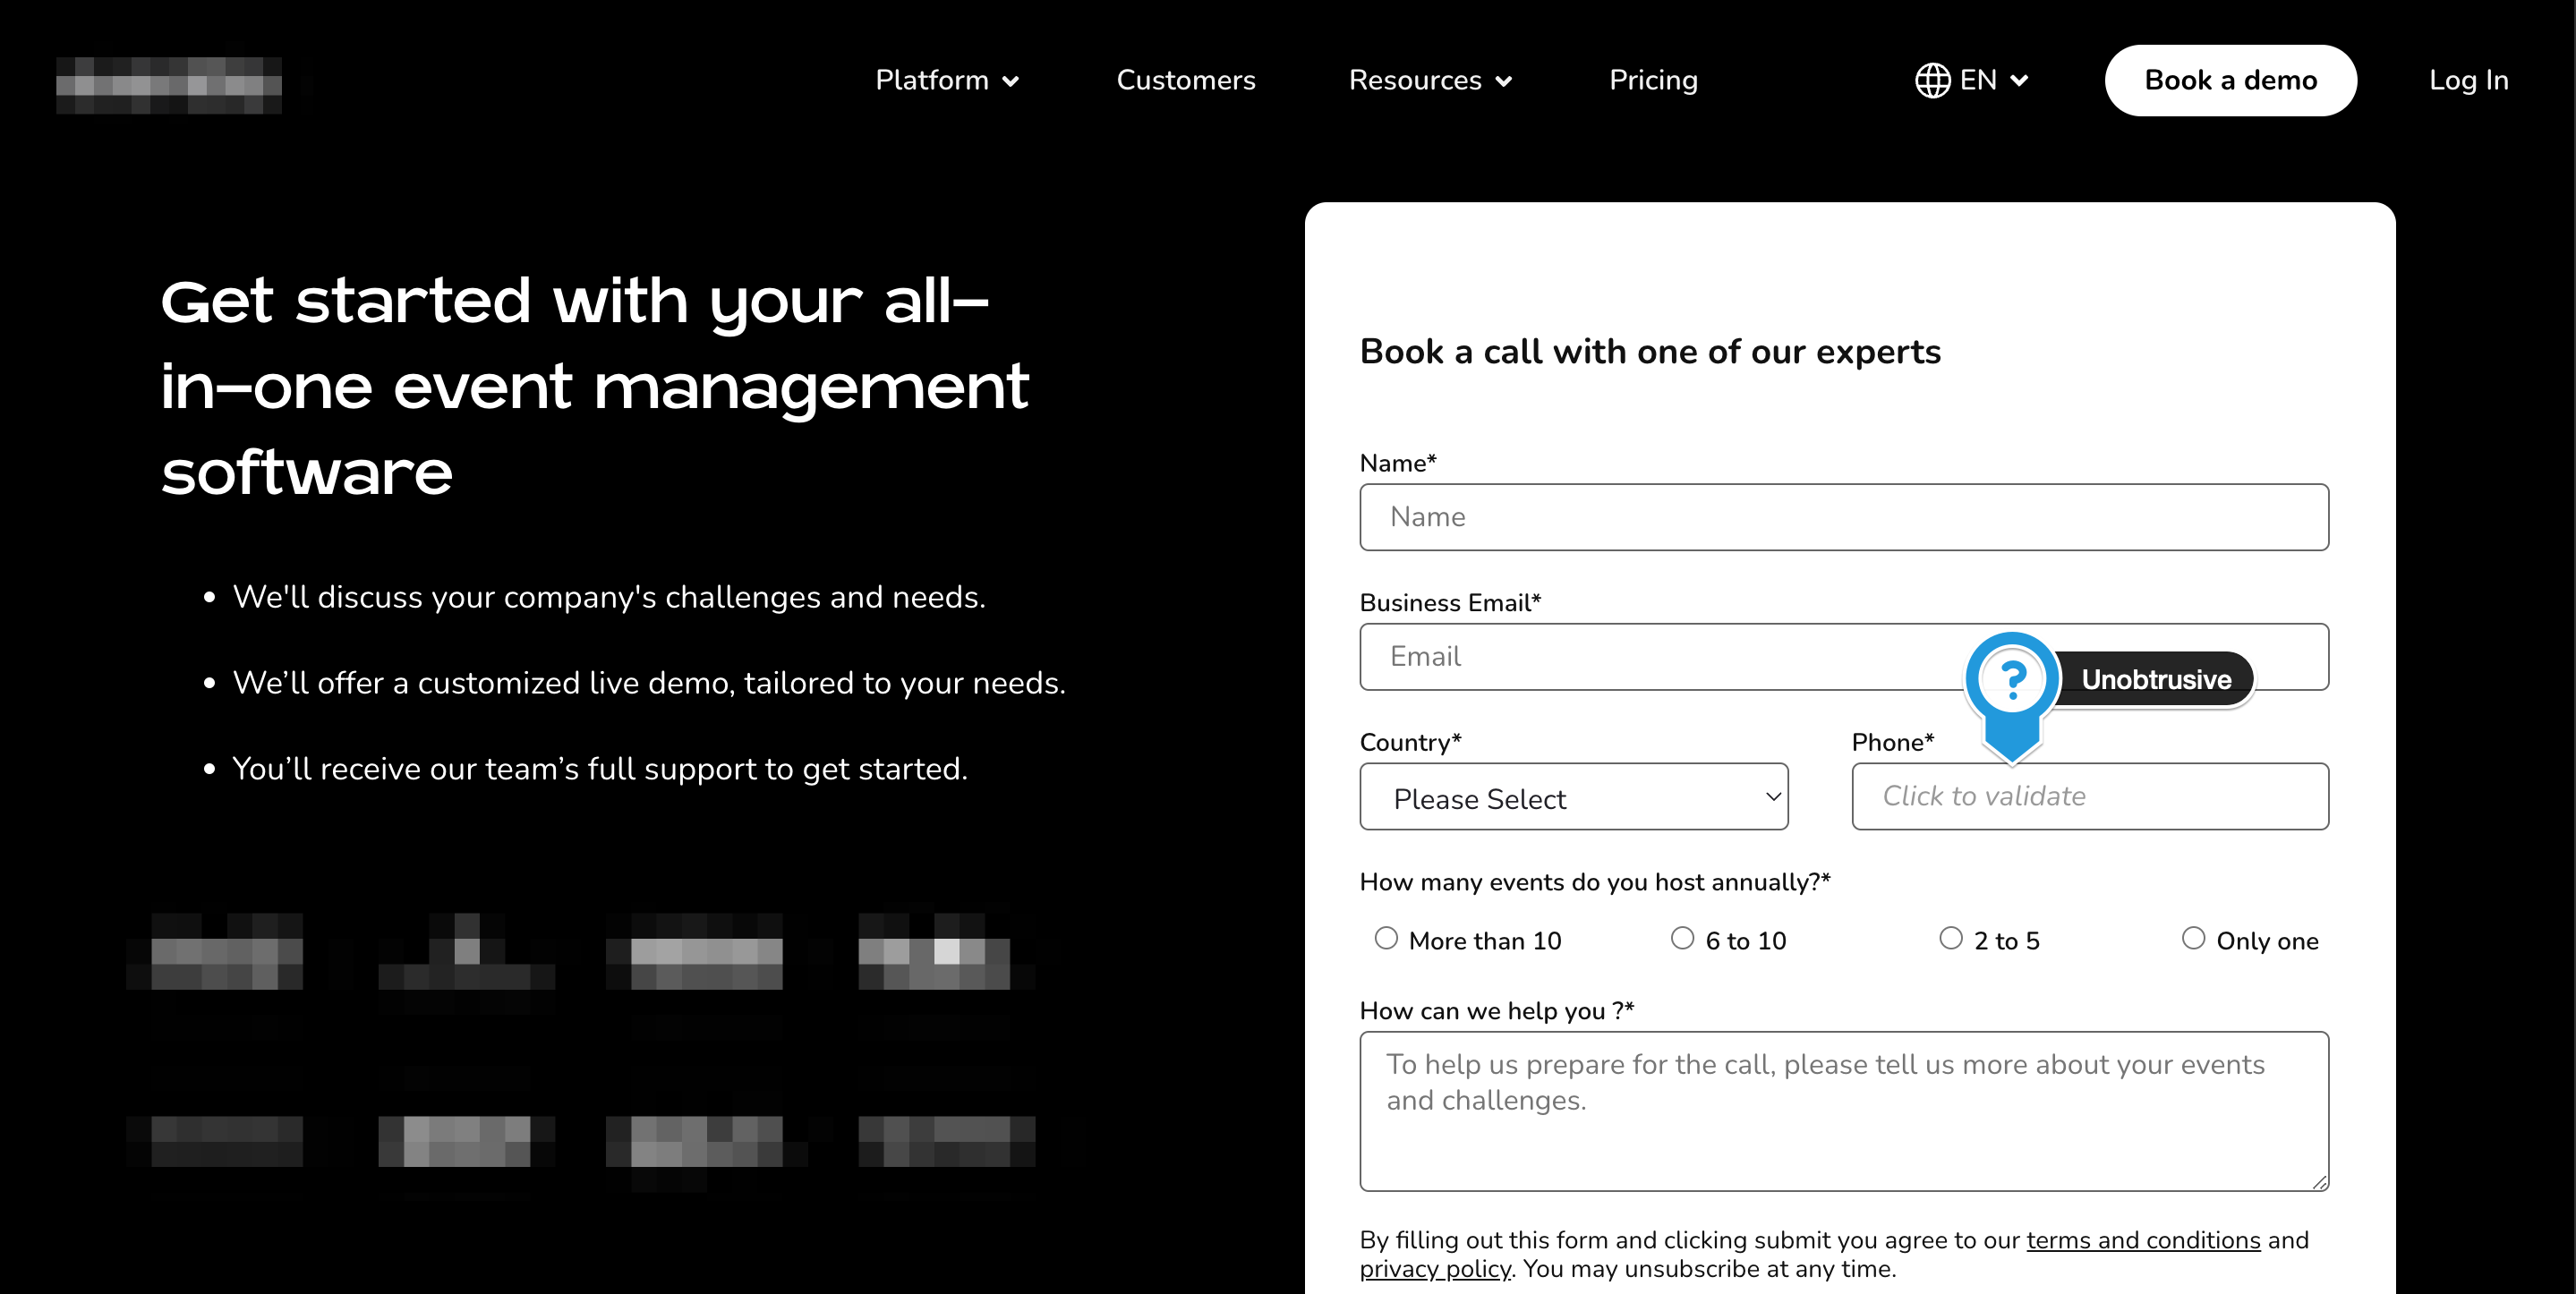 Platform
Customers
Resources
Pricing
EN
Book a demo
Log In
Get started with your all-
in-one event management
software
• We'll discuss your company's challenges and needs.
• We’ll offer a customized live demo, tailored to your needs.
• You’ll receive our team’s full support to get started.
Book a call with one of our experts
Name*
Name
Business Email*
Email
? Unobtrusive
Country*
Please Select
Phone*
Click to validate
How many events do you host annually?*
More than 10
6 to 10
2 to 5
Only one
How can we help you ?*
To help us prepare for the call, please tell us more about your events
and challenges.
By filling out this form and clicking submit you agree to our terms and conditions and
privacy policy. You may unsubscribe at any time.